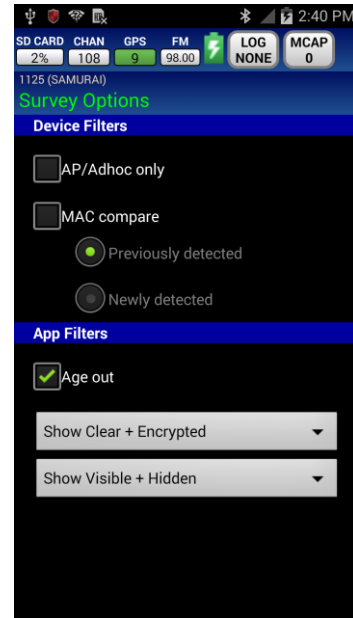 2:40 PM
SD CARD CHAN GPS FM
2% 108 9 98.00
LOG NONE
MCAP 0
1125 (SAMURAI)
Survey Options
Device Filters
AP/Adhoc only
MAC compare
Previously detected
Newly detected
App Filters
Age out
Show Clear + Encrypted
Show Visible + Hidden